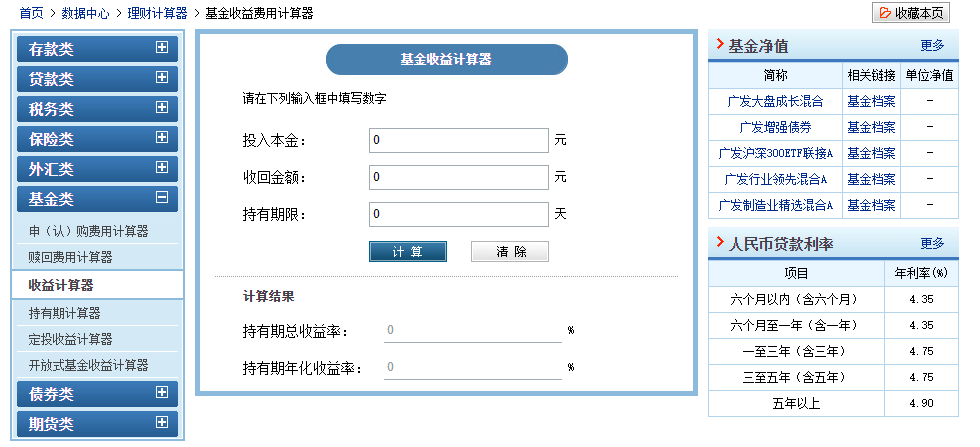 首页 > 数据中心 > 理财计算器 > 基金收益费用计算器
收藏本页
存款类
贷款类
税务类
保险类
外汇类
基金类
申（认）购费用计算器
赎回费用计算器
收益计算器
持有期计算器
定投收益计算器
开放式基金收益计算器
债券类
期货类
基金收益计算器
请在下列输入框中填写数字
投入本金： 0 元
收回金额： 0 元
持有期限： 0 天
计 算 清 除
计算结果
持有期总收益率： 0 %
持有期年化收益率： 0 %
基金净值 更多
简称 相关链接 单位净值
广发大盘成长混合 基金档案 -
广发增强债券 基金档案 -
广发沪深300ETF联接A 基金档案 -
广发行业领先混合A 基金档案 -
广发制造业精选混合A 基金档案 -
人民币贷款利率 更多
项目 年利率(%)
六个月以内（含六个月） 4.35
六个月至一年（含一年） 4.35
一至三年（含三年） 4.75
三至五年（含五年） 4.75
五年以上 4.90